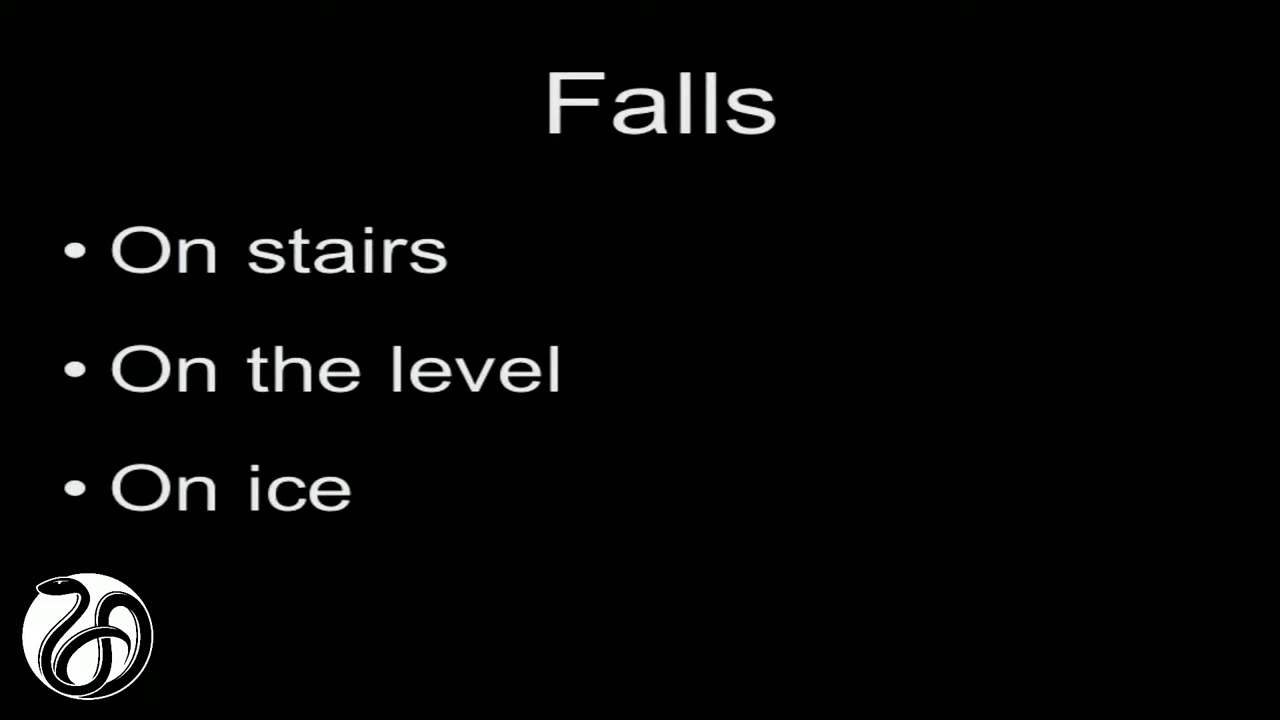 Falls
• On stairs
• On the level
• On ice